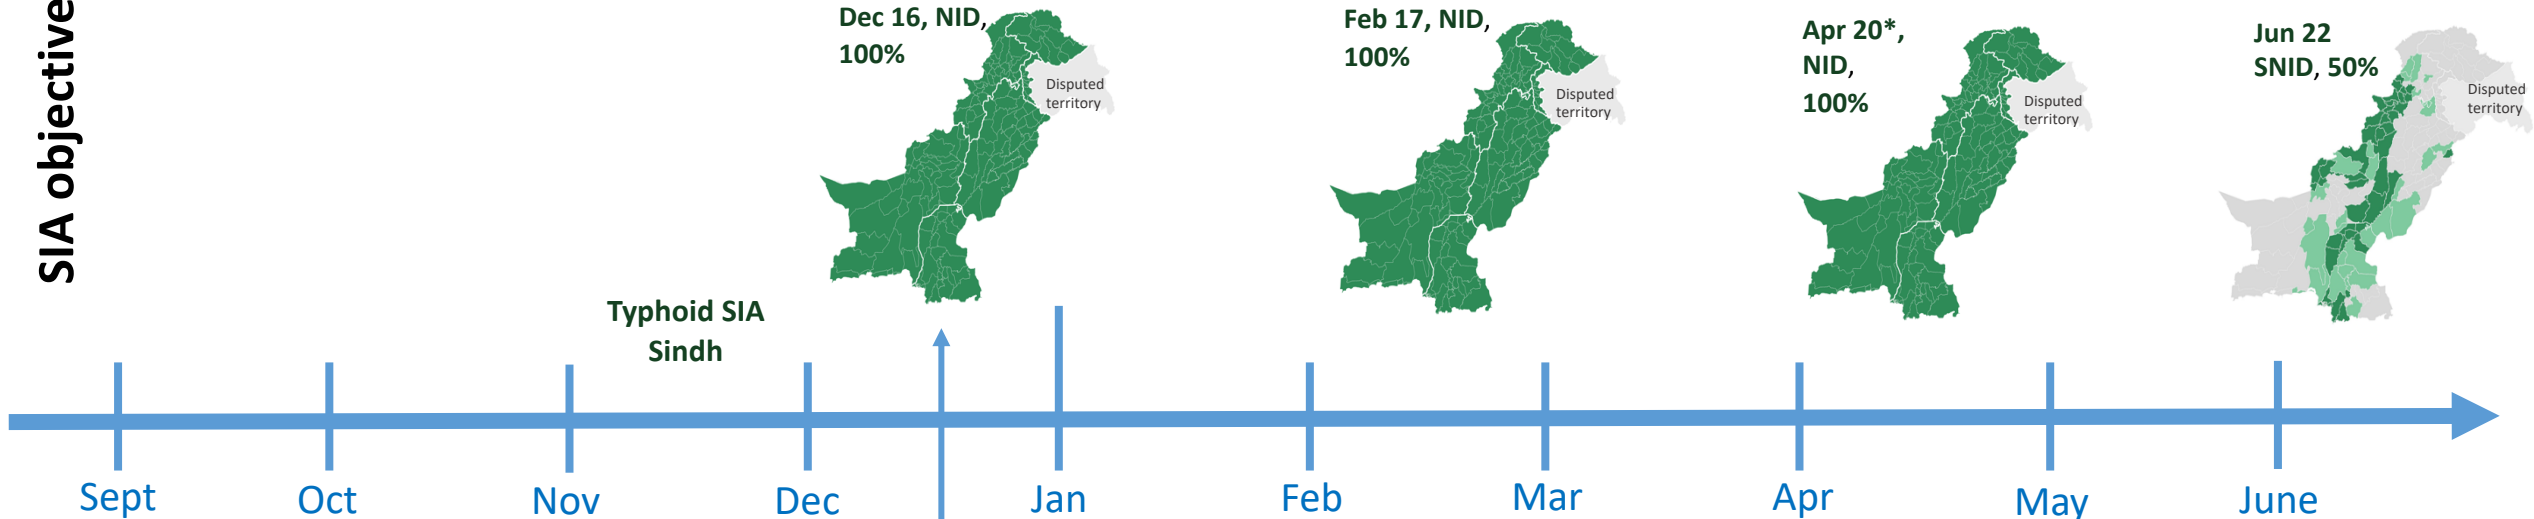 SIA objective
Dec 16, NID,
100%
Disputed
territory
Feb 17, NID,
100%
Disputed
territory
Apr 20*,
NID,
100%
Disputed
territory
Jun 22
SNID, 50%
Disputed
territory
Typhoid SIA
Sindh
Sept
Oct
Nov
Dec
Jan
Feb
Mar
Apr
May
June